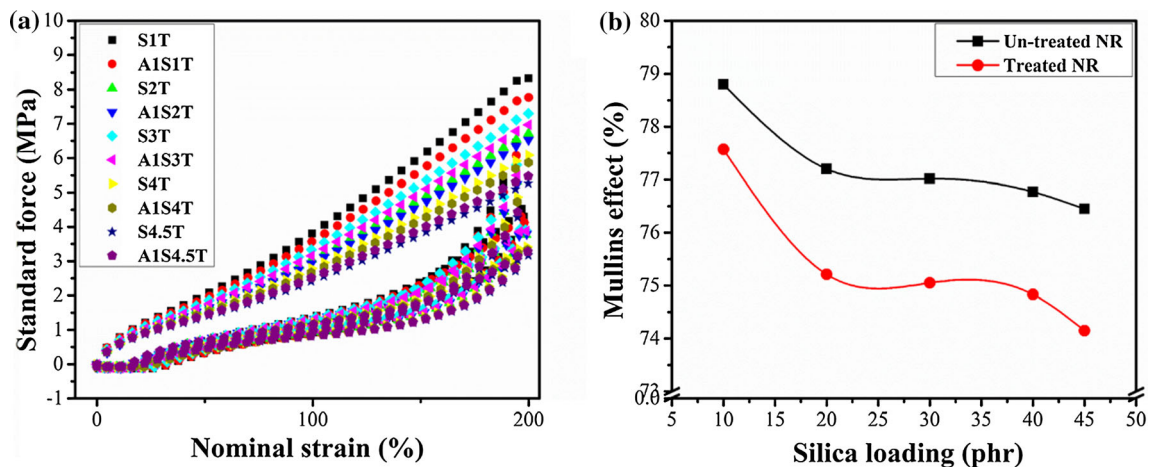 (a)
10
9
8
7
6
5
4
3
2
1
0
-1
Standard force (MPa)
S1T
A1S1T
S2T
A1S2T
S3T
A1S3T
S4T
A1S4T
S4.5T
A1S4.5T
0 100 200
Nominal strain (%)
(b)
80
79
78
77
76
75
74
73
0.0
Mullins effect (%)
Un-treated NR
Treated NR
5 10 15 20 25 30 35 40 45 50
Silica loading (phr)